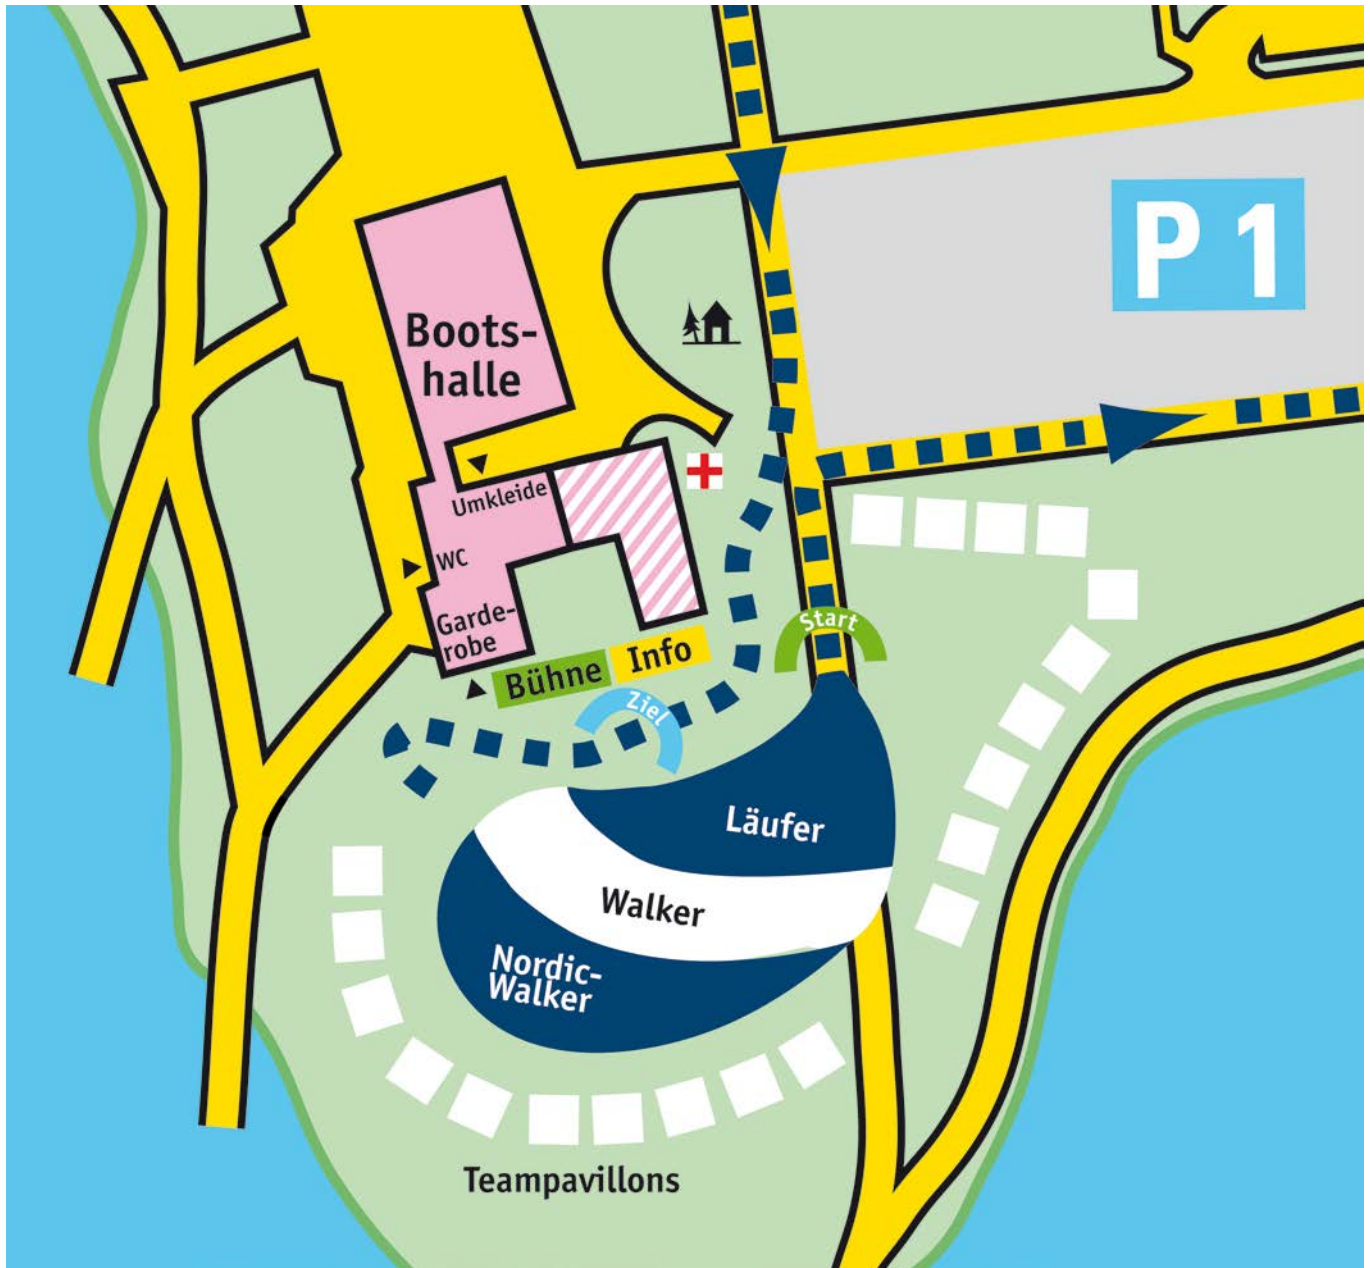 P 1
Boots-
halle
Umkleide
WC
Garde-
robe
Bühne
Info
Start
Ziel
Läufer
Walker
Nordic-
Walker
Teampavillons